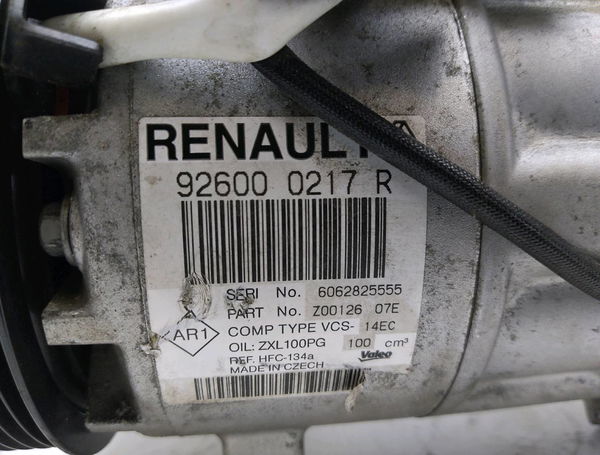 RENAULT
92600 0217 R
SERI No. 6062825555
PART No. Z00126 07E
AR1
COMP TYPE VCS- 14EC
OIL: ZXL100PG 100 cm³
REF. HFC-134a
Valeo
MADE IN CZECH